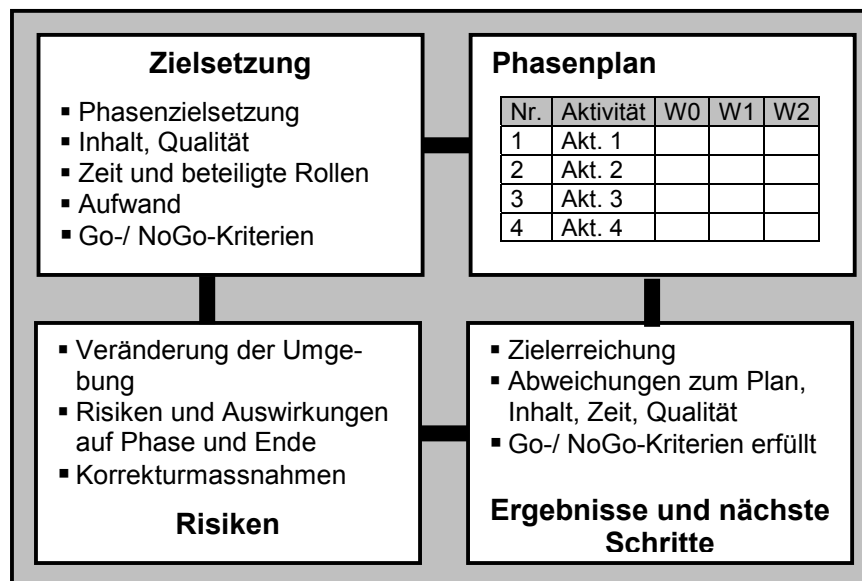 Zielsetzung
▪ Phasenzielsetzung
▪ Inhalt, Qualität
▪ Zeit und beteiligte Rollen
▪ Aufwand
▪ Go-/ NoGo-Kriterien
Phasenplan
Nr. Aktivität W0 W1 W2
1 Akt. 1
2 Akt. 2
3 Akt. 3
4 Akt. 4
▪ Veränderung der Umge-
bung
▪ Risiken und Auswirkungen
auf Phase und Ende
▪ Korrekturmassnahmen
Risiken
▪ Zielerreichung
▪ Abweichungen zum Plan,
Inhalt, Zeit, Qualität
▪ Go-/ NoGo-Kriterien erfüllt
Ergebnisse und nächste
Schritte